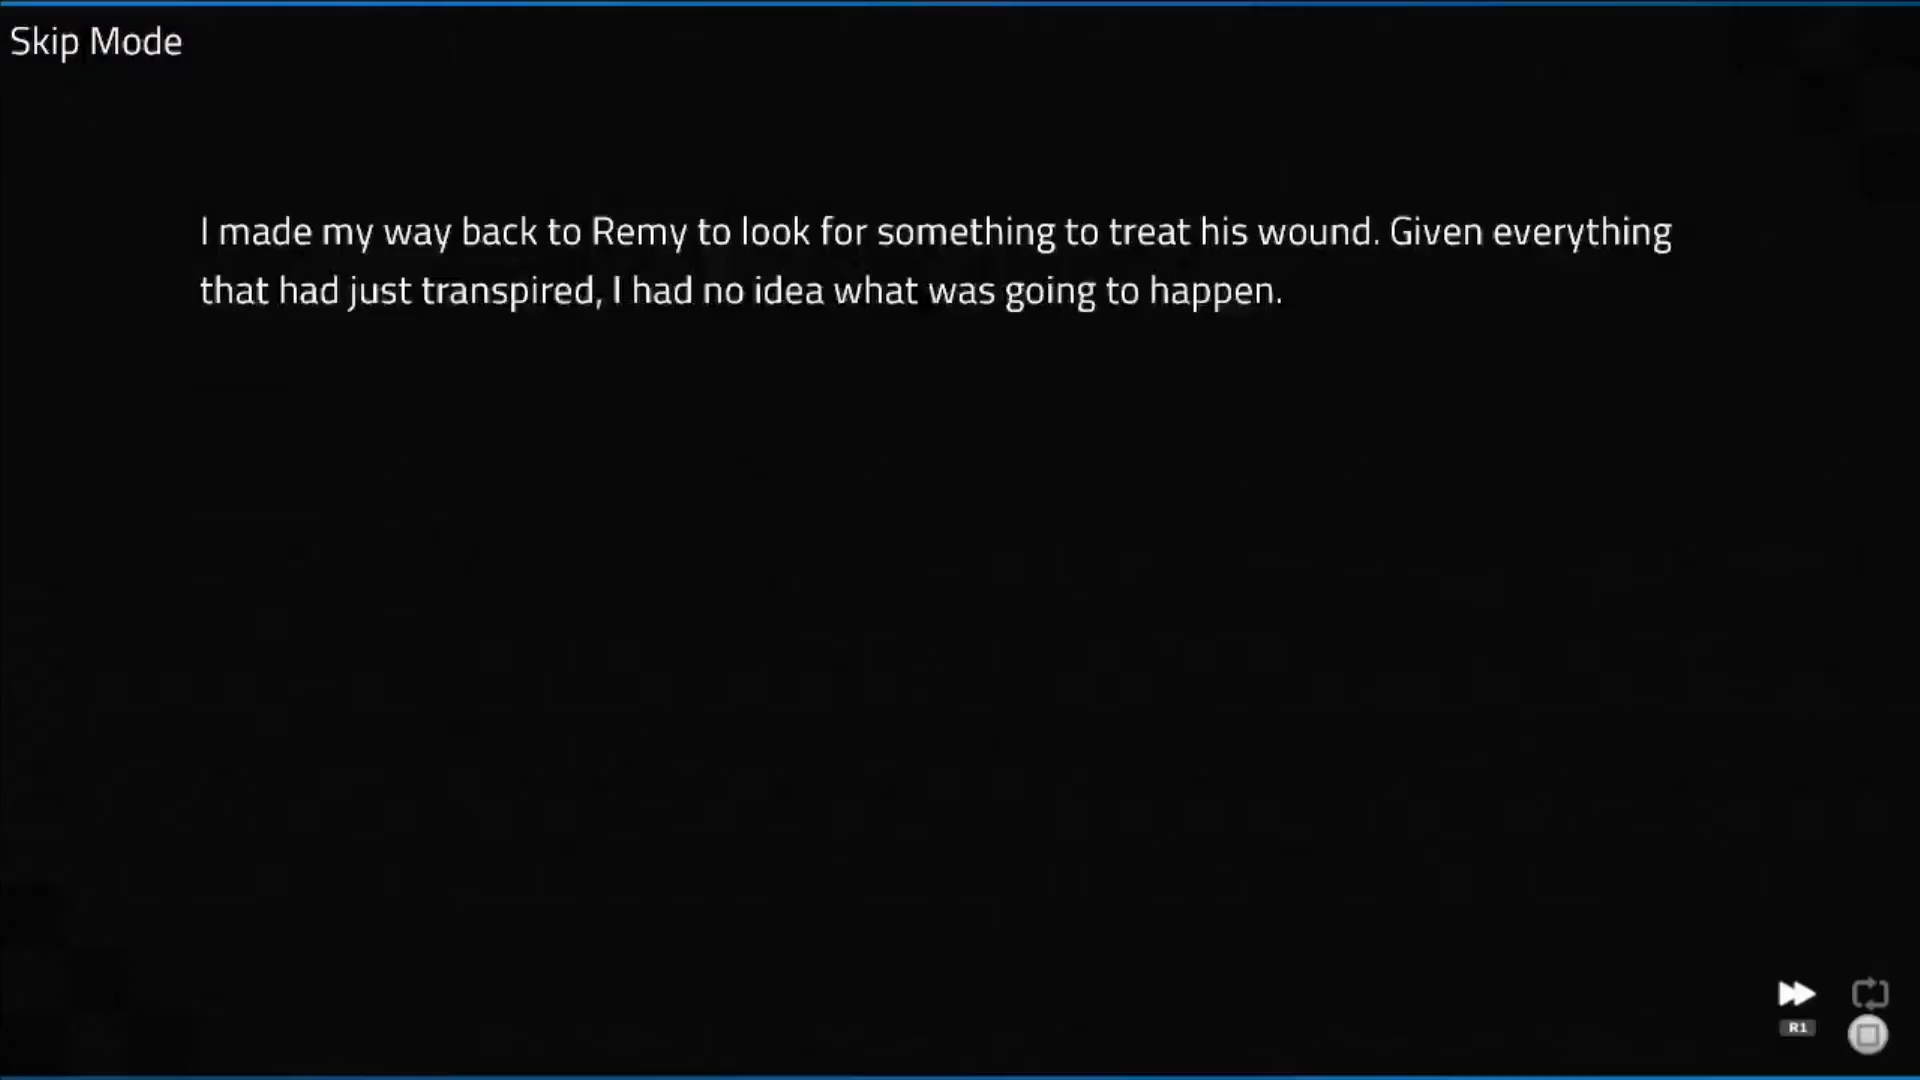 Skip Mode
I made my way back to Remy to look for something to treat his wound. Given everything
that had just transpired, I had no idea what was going to happen.
R1